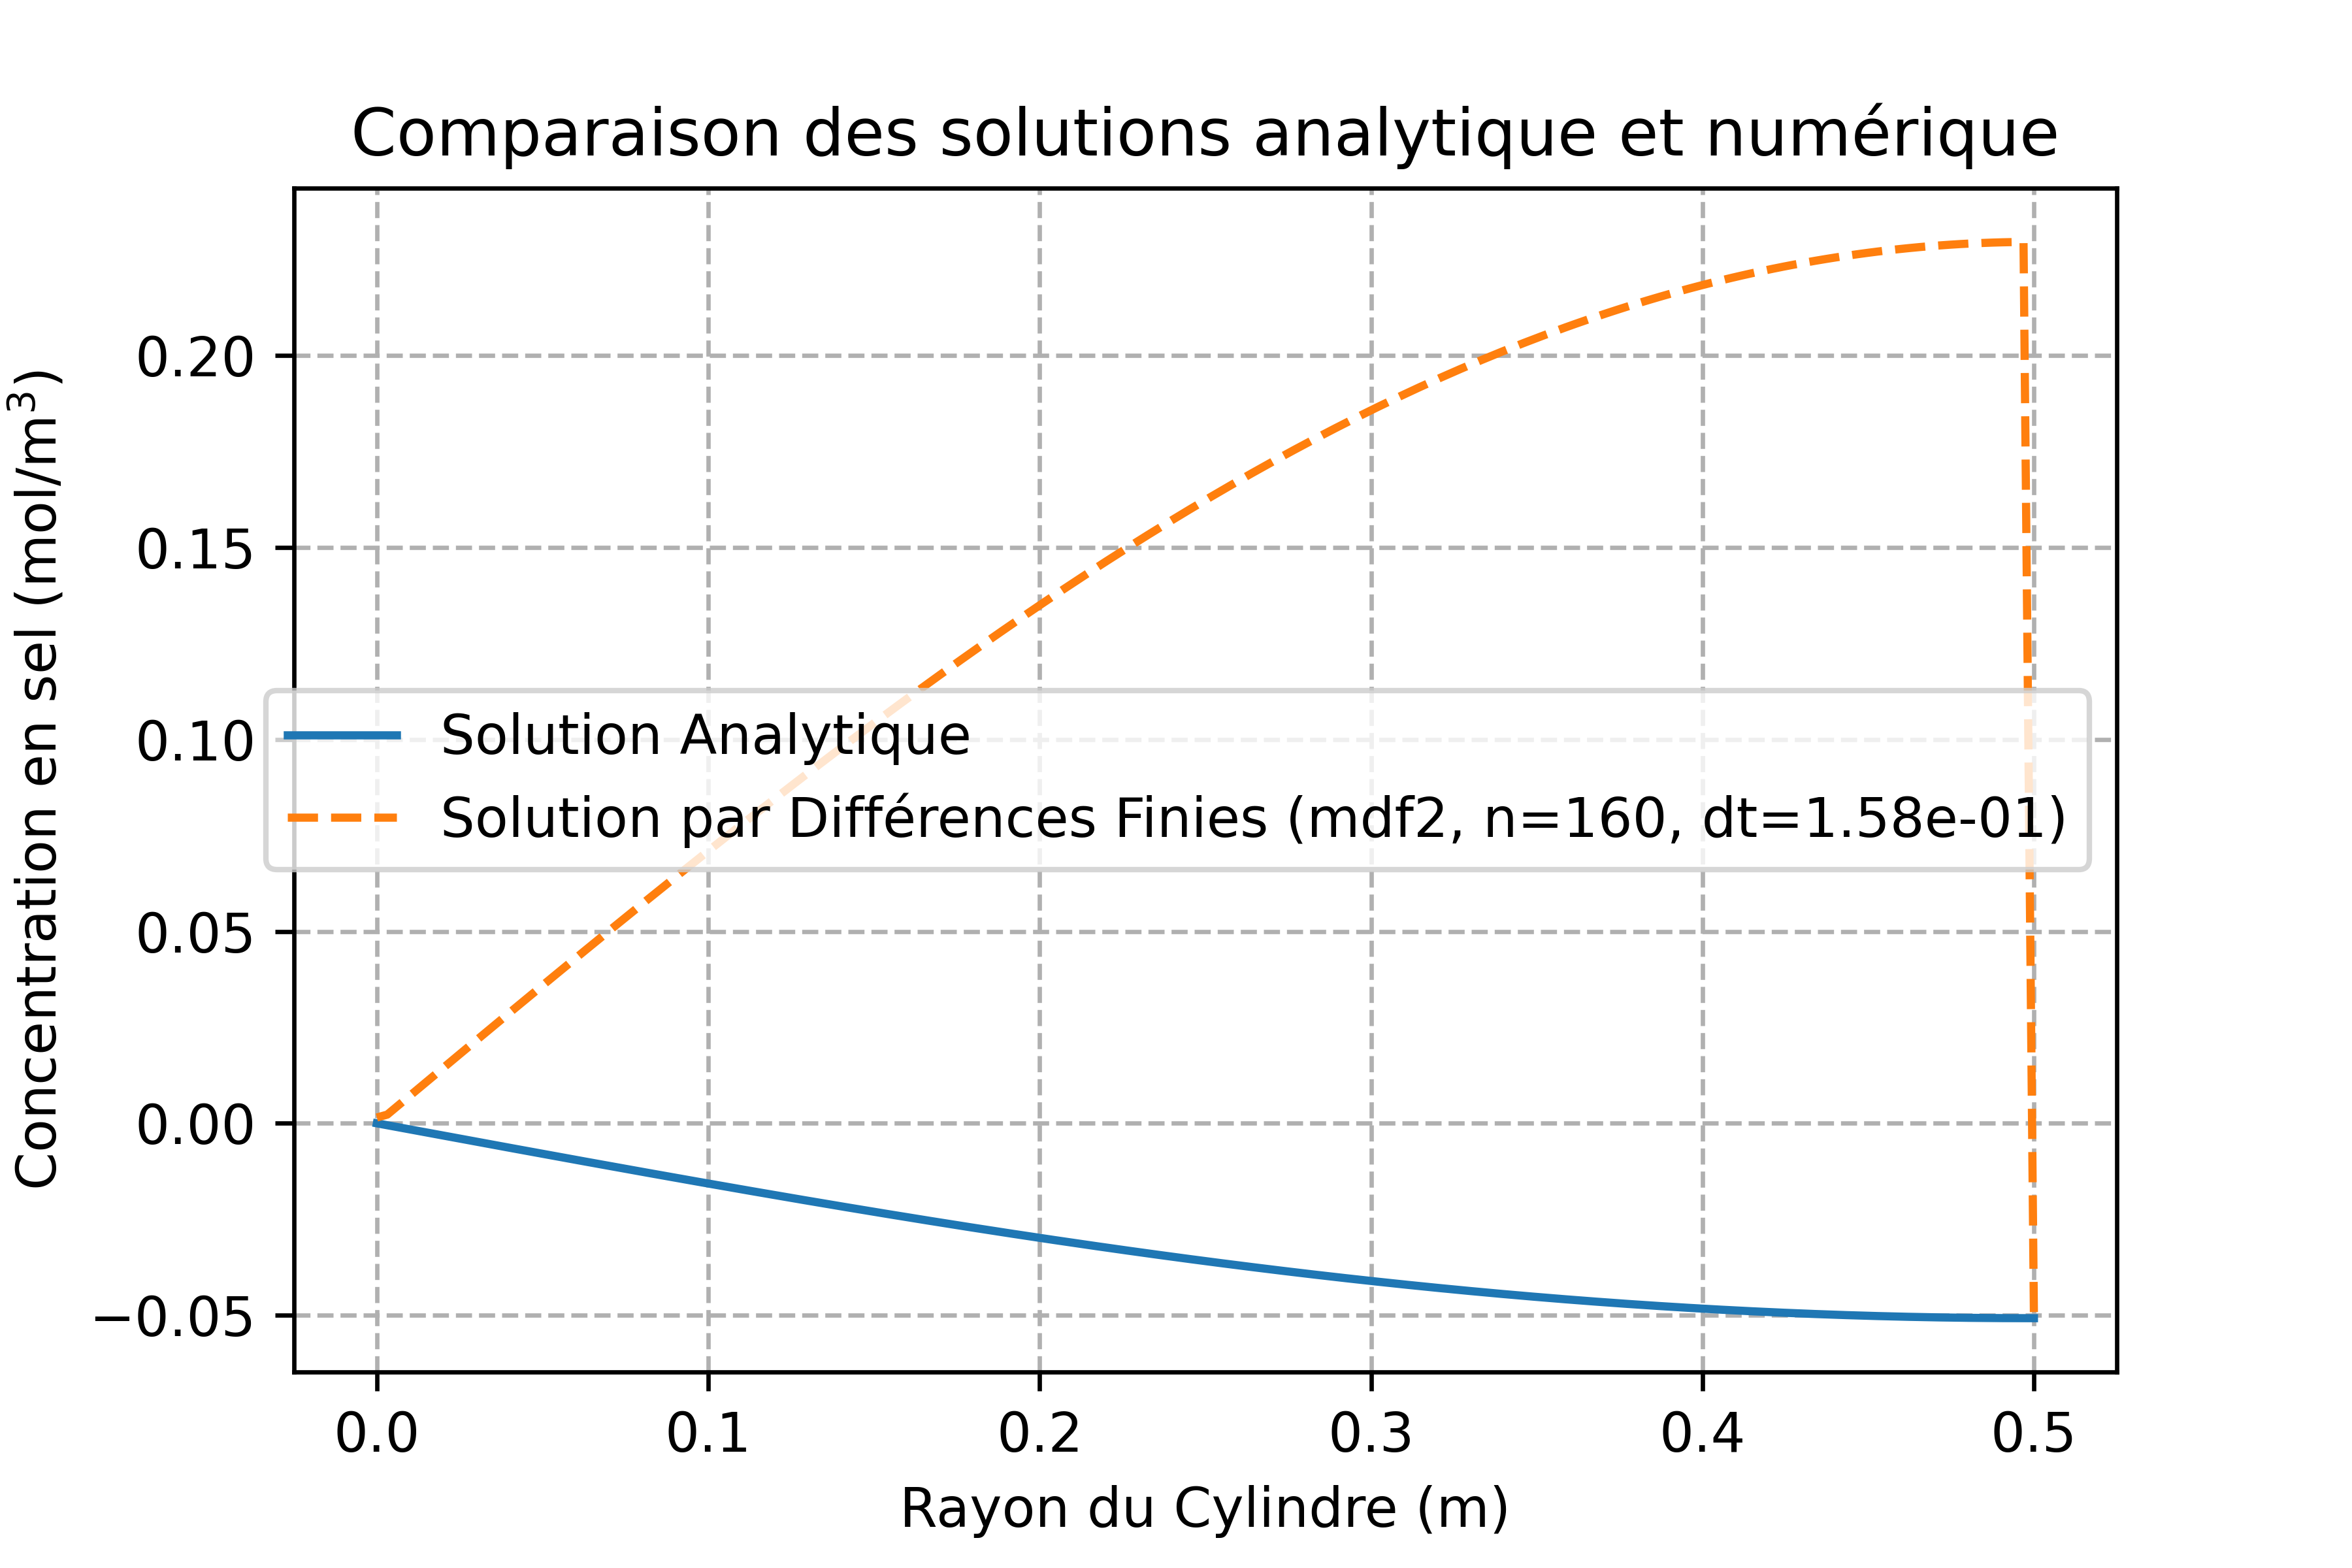 Comparaison des solutions analytique et numérique
Concentration en sel (mol/m³)
0.20
0.15
0.10
0.05
0.00
−0.05
Solution Analytique
Solution par Différences Finies (mdf2, n=160, dt=1.58e-01)
0.0 0.1 0.2 0.3 0.4 0.5
Rayon du Cylindre (m)